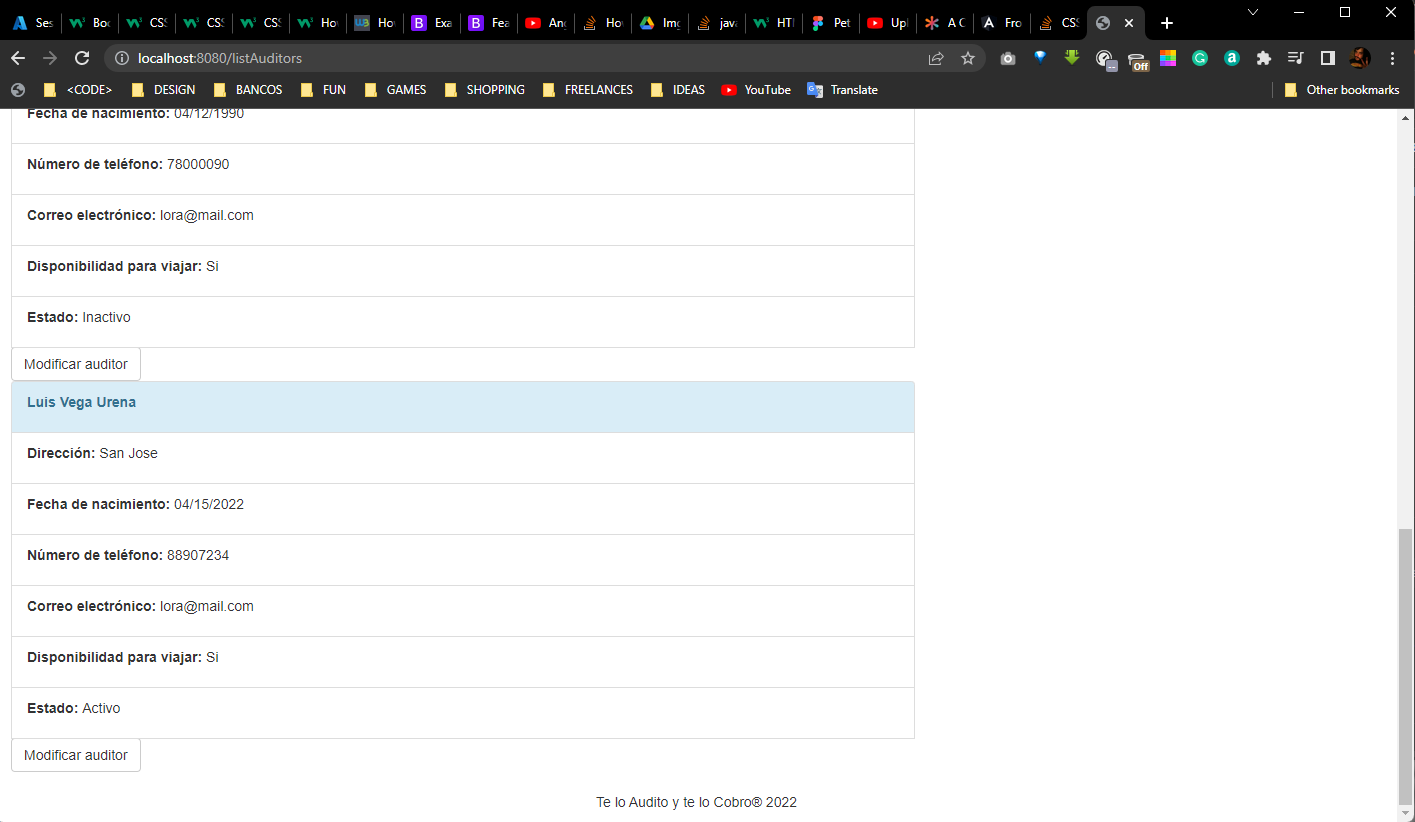 Ses
Boo
CSS
CSS
CSS
Ho
Ho
Exa
Fea
Ang
Ho
Img
java
HTI
Pet
Upl
A C
Fro
CSS
localhost:8080/listAuditors
Off
<CODE>
DESIGN
BANCOS
FUN
GAMES
SHOPPING
FREELANCES
IDEAS
YouTube
Translate
Other bookmarks
Fecha de nacimiento: 04/12/1990
Número de teléfono: 78000090
Correo electrónico: lora@mail.com
Disponibilidad para viajar: Si
Estado: Inactivo
Modificar auditor
Luis Vega Urena
Dirección: San Jose
Fecha de nacimiento: 04/15/2022
Número de teléfono: 88907234
Correo electrónico: lora@mail.com
Disponibilidad para viajar: Si
Estado: Activo
Modificar auditor
Te lo Audito y te lo Cobro® 2022